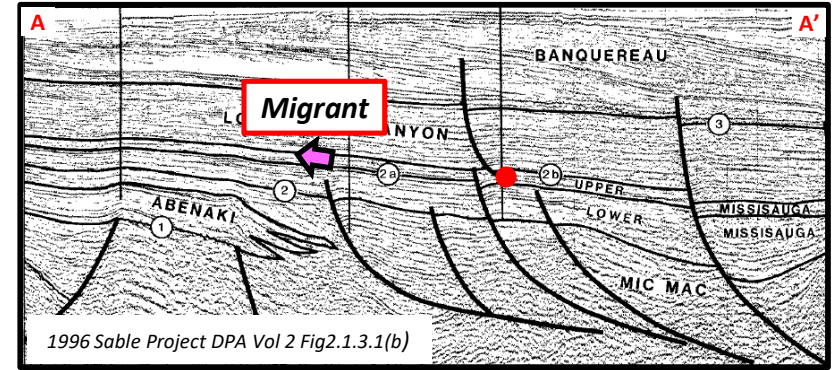 A
A'
BANQUEREAU
Migrant
LO
ANYON
3
2a
2b
2
UPPER
ABENAKI
LOWER
MISSISAUGA
MISSISAUGA
1
MIC MAC
1996 Sable Project DPA Vol 2 Fig2.1.3.1(b)